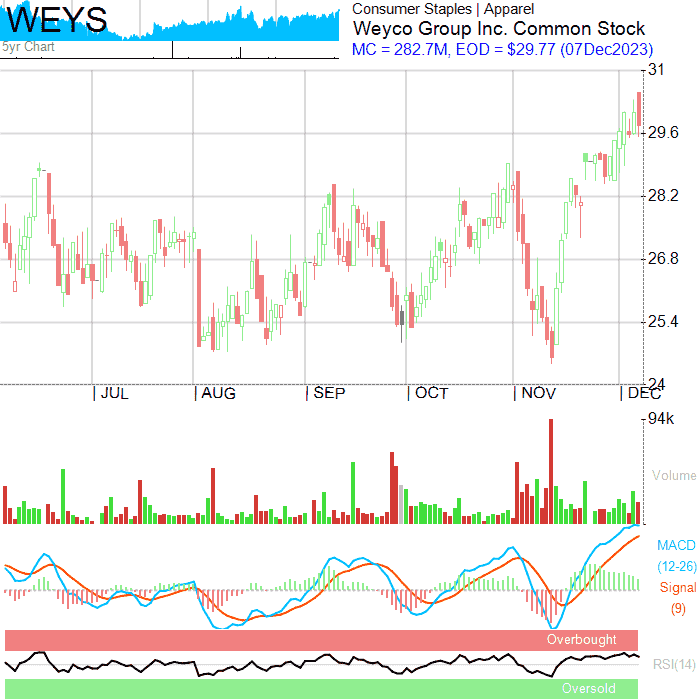 WEYS
5yr Chart
Consumer Staples | Apparel
Weyco Group Inc. Common Stock
MC = 282.7M, EOD = $29.77 (07Dec2023)
31
29.6
28.2
26.8
25.4
24
| JUL
| AUG
| SEP
| OCT
| NOV
| DEC
94k
Volume
MACD
(12-26)
Signal
(9)
Overbought
RSI(14)
Oversold